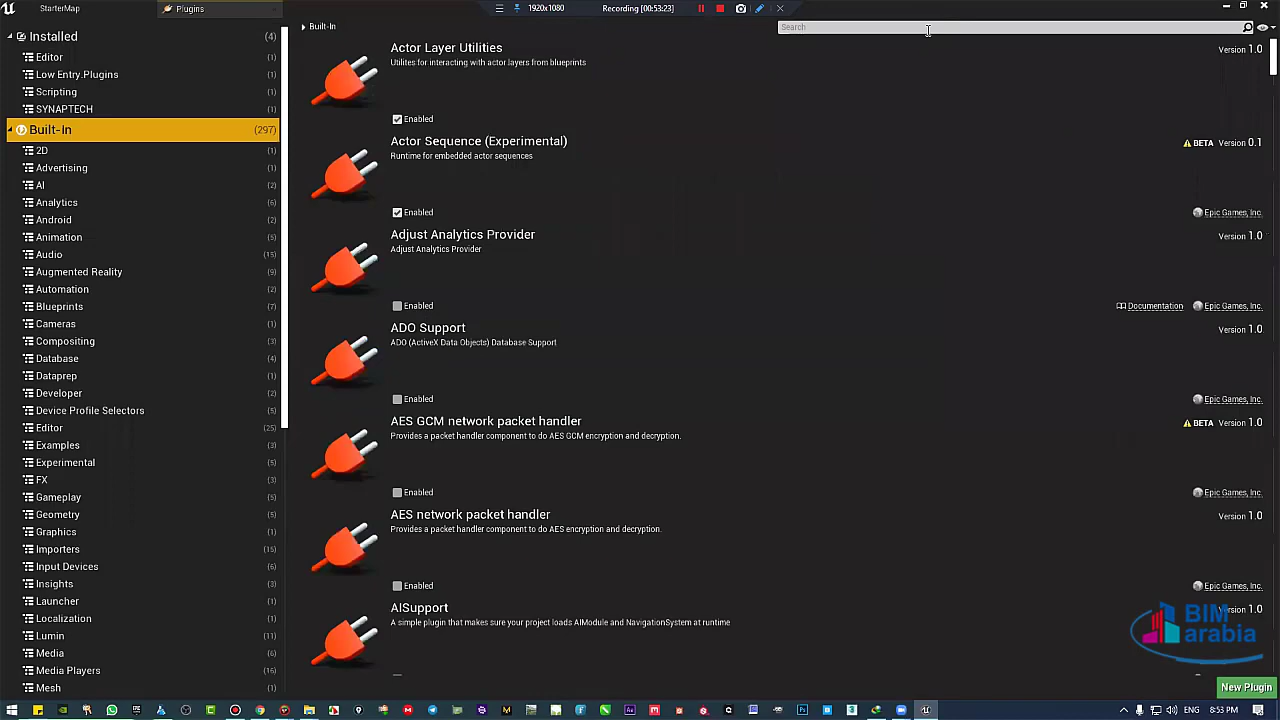 StarterMap
Plugins
1920x1080
Recording [00:53:23]
Installed (4)
Editor (1)
Low Entry.Plugins (1)
Scripting (1)
SYNAPTECH (1)
Built-In (297)
2D (1)
Advertising (1)
AI (2)
Analytics (6)
Android (2)
Animation (5)
Audio (15)
Augmented Reality (9)
Automation (2)
Blueprints (7)
Cameras (1)
Compositing (3)
Database (4)
Dataprep (1)
Developer (2)
Device Profile Selectors (5)
Editor (25)
Examples (3)
Experimental (5)
FX (3)
Gameplay (5)
Geometry (5)
Graphics (1)
Importers (15)
Input Devices (6)
Insights (3)
Launcher (1)
Localization (1)
Lumin (11)
Media (6)
Media Players (16)
Mesh (1)
Built-In
Search
Actor Layer Utilities
Version 1.0
Utilites for interacting with actor layers from blueprints
Enabled
Actor Sequence (Experimental)
BETA Version 0.1
Runtime for embedded actor sequences
Enabled
Epic Games, Inc.
Adjust Analytics Provider
Version 1.0
Adjust Analytics Provider
Enabled
Documentation
Epic Games, Inc.
ADO Support
Version 1.0
ADO (ActiveX Data Objects) Database Support
Enabled
Epic Games, Inc.
AES GCM network packet handler
BETA Version 1.0
Provides a packet handler component to do AES GCM encryption and decryption.
Enabled
Epic Games, Inc.
AES network packet handler
Version 1.0
Provides a packet handler component to do AES encryption and decryption.
Enabled
Epic Games, Inc.
AISupport
Version 1.0
A simple plugin that makes sure your project loads AIModule and NavigationSystem at runtime
BIM
arabia
New Plugin
ENG
8:53 PM